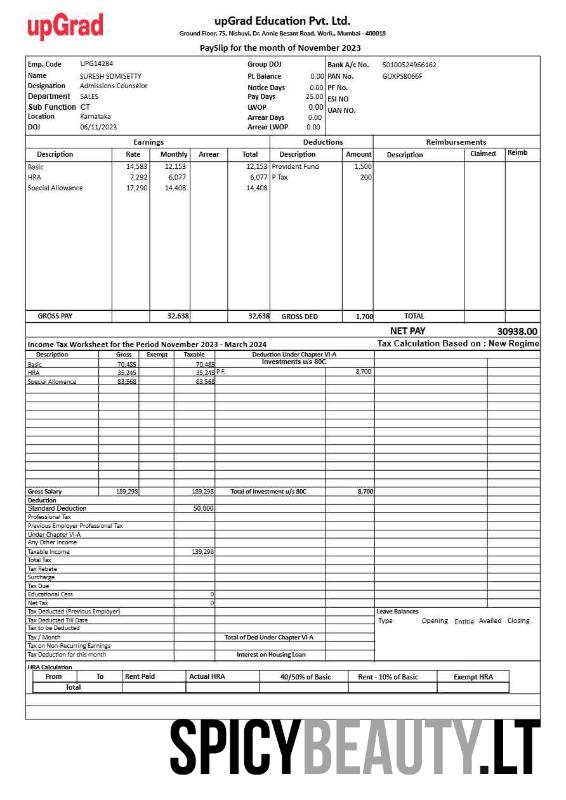 upGrad
upGrad Education Pvt. Ltd.
Ground Floor, 75, Nishuvi, Dr. Annie Besant Road, Worli,. Mumbai - 400018
PaySlip for the month of November 2023
Emp. Code UPG14284 Group DOJ Bank A/c No. 50100524966162
Name SURESH SOMISETTY PL Balance 0.00 PAN No. GOXPS8066F
Designation Admissions Counselor Notice Days 0.00 PF No.
Department SALES Pay Days 25.00 ESI NO
Sub Function CT LWOP 0.00 UAN NO.
Location Karnataka Arrear Days 0.00
DOJ 06/11/2023 Arrear LWOP 0.00
Earnings Deductions Reimbursements
Description Rate Monthly Arrear Total Description Amount Description Claimed Reimb
Basic 14,583 12,153 12,153 Provident Fund 1,500
HRA 7,292 6,077 6,077 P Tax 200
Special Allowance 17,290 14,408 14,408
GROSS PAY 32,638 32,638 GROSS DED 1,700 TOTAL
NET PAY 30938.00
Income Tax Worksheet for the Period November 2023 - March 2024 Tax Calculation Based on : New Regime
Description Gross Exempt Taxable Deduction Under Chapter VI-A
Investments u/s 80C
Basic 70,485 70,485
HRA 35,245 35,245 P F. 8,700
Special Allowance 83,568 83,568
Gross Salary 189,298 189,298 Total of Investment u/s 80C 8,700
Deduction
Standard Deduction 50,000
Professional Tax
Previous Employer Professional Tax
Under Chapter VI-A
Any Other Income
Taxable Income 139,298
Total Tax
Tax Rebate
Surcharge
Tax Due
Educational Cess 0
Net Tax 0
Tax Deducted (Previous Employer) Leave Balances
Tax Deducted Till Date Type Opening Entitle Availed Closing
Tax to be Deducted
Tax / Month Total of Ded Under Chapter VI-A
Tax on Non-Recurring Earnings
Tax Deduction for this month Interest on Housing Loan
HRA Calculation
From To Rent Paid Actual HRA 40/50% of Basic Rent - 10% of Basic Exempt HRA
Total
SPICYBEAUTY.LT